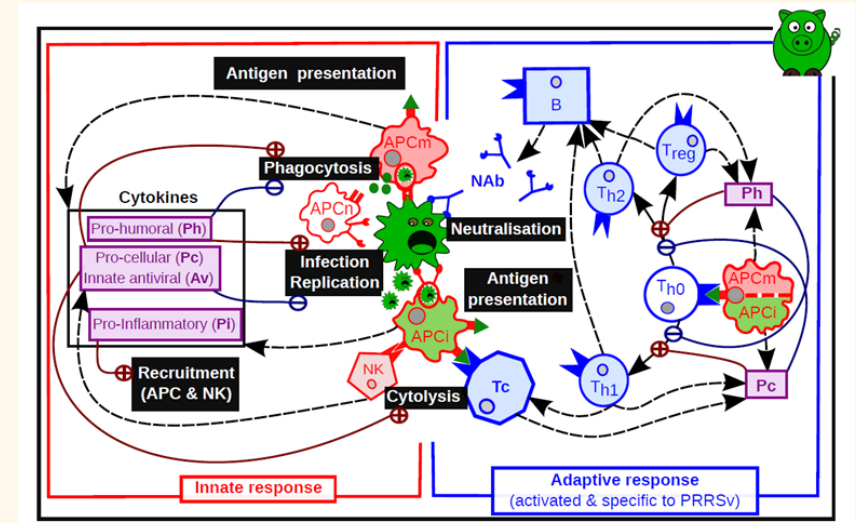 Antigen presentation
APCm
Phagocytosis
Cytokines
Pro-humoral (Ph)
Pro-cellular (Pc)
Innate antiviral (Av)
Pro-Inflammatory (Pi)
APCn
Infection
Replication
Recruitment
(APC & NK)
NAb
Neutralisation
Antigen
presentation
APCi
NK
Cytolysis
Tc
B
Treg
Th2
Ph
Th0
APCm
APCi
Th1
Pc
Innate response
Adaptive response
(activated & specific to PRRSv)